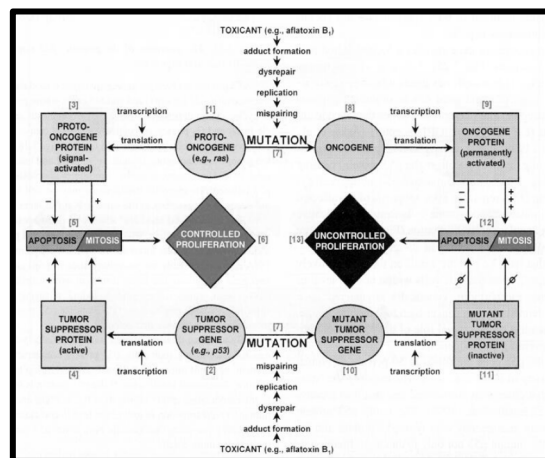 TOXICANT (e.g., aflatoxin B₁)
adduct formation
dysrepair
replication
mispairing
[3]
[1]
[8]
[9]
transcription
transcription
PROTO-
ONCOGENE
PROTEIN
(signal-
activated)
translation
PROTO-
ONCOGENE
(e.g., ras)
MUTATION
[7]
ONCOGENE
translation
ONCOGENE
PROTEIN
(permanently
activated)
–
+
– – –
+ + +
[5]
[12]
APOPTOSIS MITOSIS
CONTROLLED
PROLIFERATION
[6]
[13]
UNCONTROLLED
PROLIFERATION
APOPTOSIS MITOSIS
+
–
Ø
Ø
TUMOR
SUPPRESSOR
PROTEIN
(active)
translation
transcription
TUMOR
SUPPRESSOR
GENE
(e.g., p53)
[7]
MUTATION
mispairing
replication
dysrepair
adduct formation
TOXICANT (e.g., aflatoxin B₁)
MUTANT
TUMOR
SUPPRESSOR
GENE
translation
transcription
MUTANT
TUMOR
SUPPRESSOR
PROTEIN
(inactive)
[4]
[2]
[10]
[11]